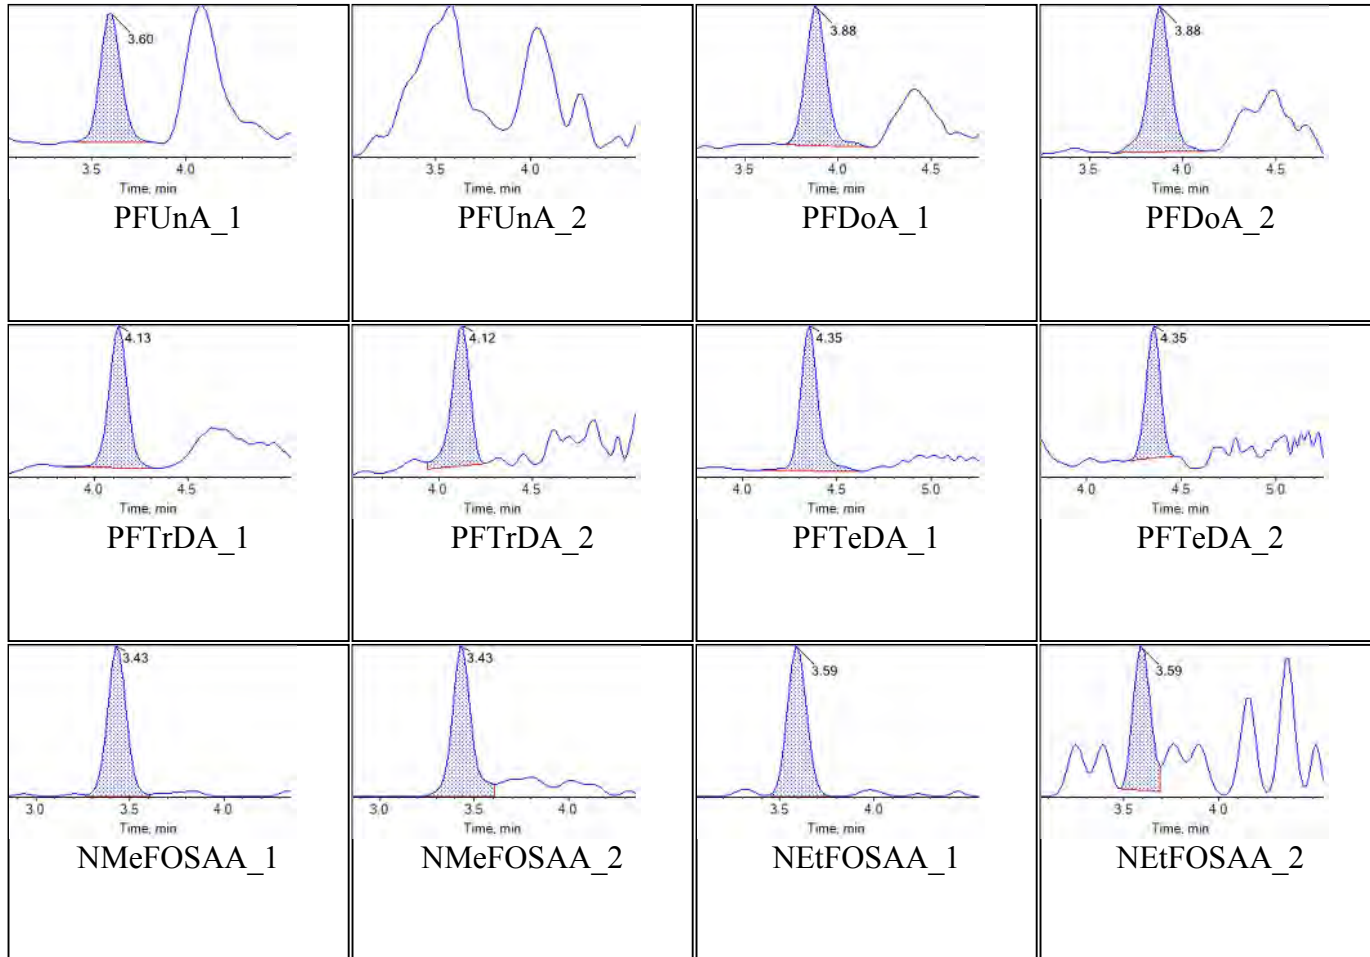 3.60
3.5 4.0
Time, min
PFUnA_1
3.5 4.0
Time, min
PFUnA_2
3.88
3.5 4.0 4.5
Time, min
PFDoA_1
3.88
3.5 4.0 4.5
Time, min
PFDoA_2
4.13
4.0 4.5
Time, min
PFTrDA_1
4.12
4.0 4.5
Time, min
PFTrDA_2
4.35
4.0 4.5 5.0
Time, min
PFTeDA_1
4.35
4.0 4.5 5.0
Time, min
PFTeDA_2
3.43
3.0 3.5 4.0
Time, min
NMeFOSAA_1
3.43
3.0 3.5 4.0
Time, min
NMeFOSAA_2
3.59
3.5 4.0
Time, min
NEtFOSAA_1
3.59
3.5 4.0
Time, min
NEtFOSAA_2